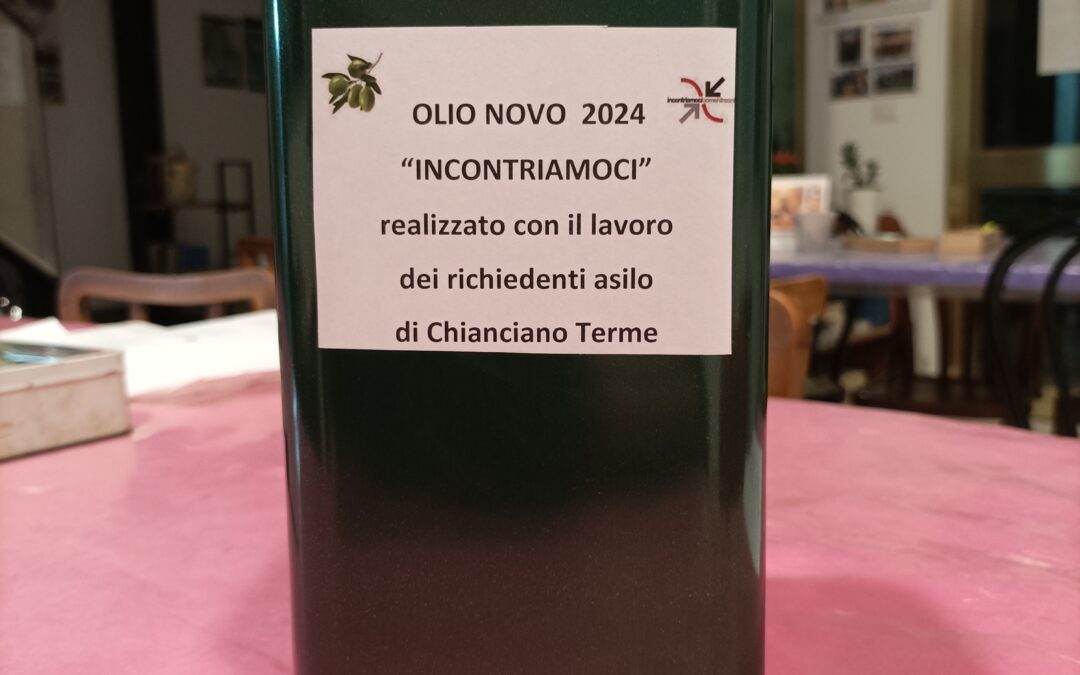 OLIO NOVO 2024
“INCONTRIAMOCI”
realizzato con il lavoro
dei richiedenti asilo
di Chianciano Terme